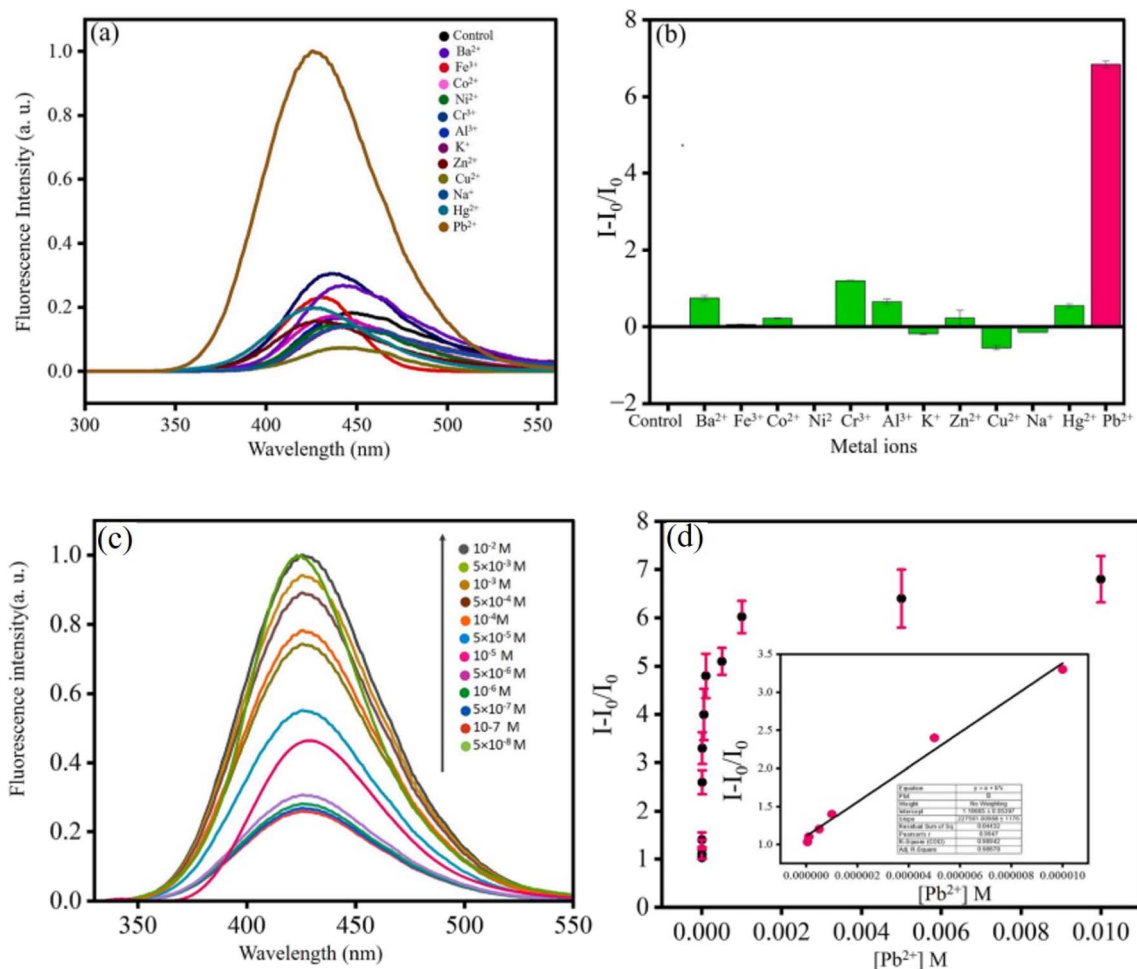 (a)
Control
Ba²⁺
Fe³⁺
Co²⁺
Ni²⁺
Cr³⁺
Al³⁺
K⁺
Zn²⁺
Cu²⁺
Na⁺
Hg²⁺
Pb²⁺
1.0
0.8
0.6
0.4
0.2
0.0
Fluorescence Intensity (a. u.)
300 350 400 450 500 550
Wavelength (nm)
(b)
8
6
4
2
0
−2
I-I₀/I₀
Control Ba²⁺ Fe³⁺ Co²⁺ Ni² Cr³⁺ Al³⁺ K⁺ Zn²⁺ Cu²⁺ Na⁺ Hg²⁺ Pb²⁺
Metal ions
(c)
10⁻² M
5×10⁻³ M
10⁻³ M
5×10⁻⁴ M
10⁻⁴M
5×10⁻⁵ M
10⁻⁵ M
5×10⁻⁶ M
10⁻⁶ M
5×10⁻⁷ M
10-7 M
5×10⁻⁸ M
1.0
0.8
0.6
0.4
0.2
0.0
Fluorescence intensity(a. u.)
350 400 450 500 550
Wavelength (nm)
(d)
8
7
6
5
4
3
2
1
0
I-I₀/I₀
3.5
3.0
2.5
2.0
1.5
1.0
I-I₀/I₀
Equation y = a + b*x
Plot B
Weight No Weighting
Intercept
Slope
Residual Sum of Sq
Pearson's r
R-Square (COD)
Adj. R-Square
0.000000 0.000002 0.000004 0.000006 0.000008 0.000010
[Pb²⁺] M
0.000 0.002 0.004 0.006 0.008 0.010
[Pb²⁺] M